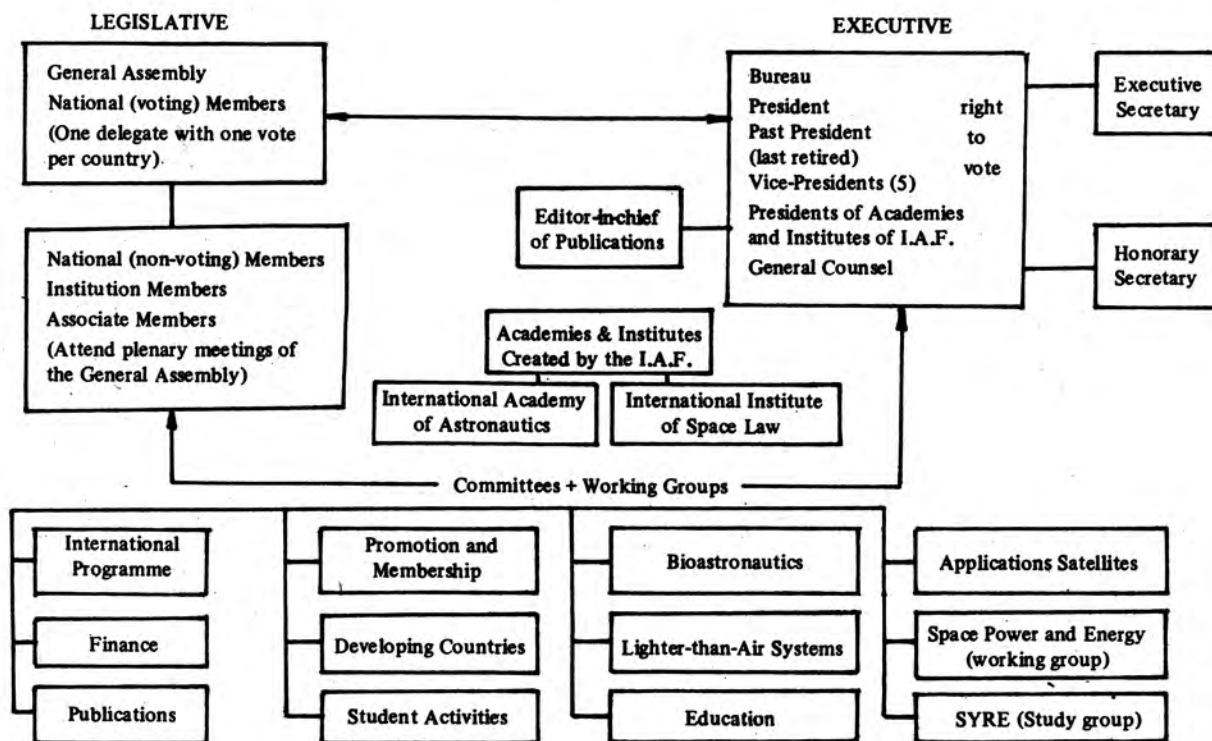 LEGISLATIVE
General Assembly
National (voting) Members
(One delegate with one vote
per country)
National (non-voting) Members
Institution Members
Associate Members
(Attend plenary meetings of
the General Assembly)
EXECUTIVE
Bureau
President
Past President
(last retired)
Vice-Presidents (5)
right
to
vote
Presidents of Academies
and Institutes of I.A.F.
General Counsel
Executive
Secretary
Honorary
Secretary
Editor-in-chief
of Publications
Academies & Institutes
Created by the I.A.F.
International Academy
of Astronautics
International Institute
of Space Law
Committees + Working Groups
International
Programme
Finance
Publications
Promotion and
Membership
Developing Countries
Student Activities
Bioastronautics
Lighter-than-Air Systems
Education
Applications Satellites
Space Power and Energy
(working group)
SYRE (Study group)